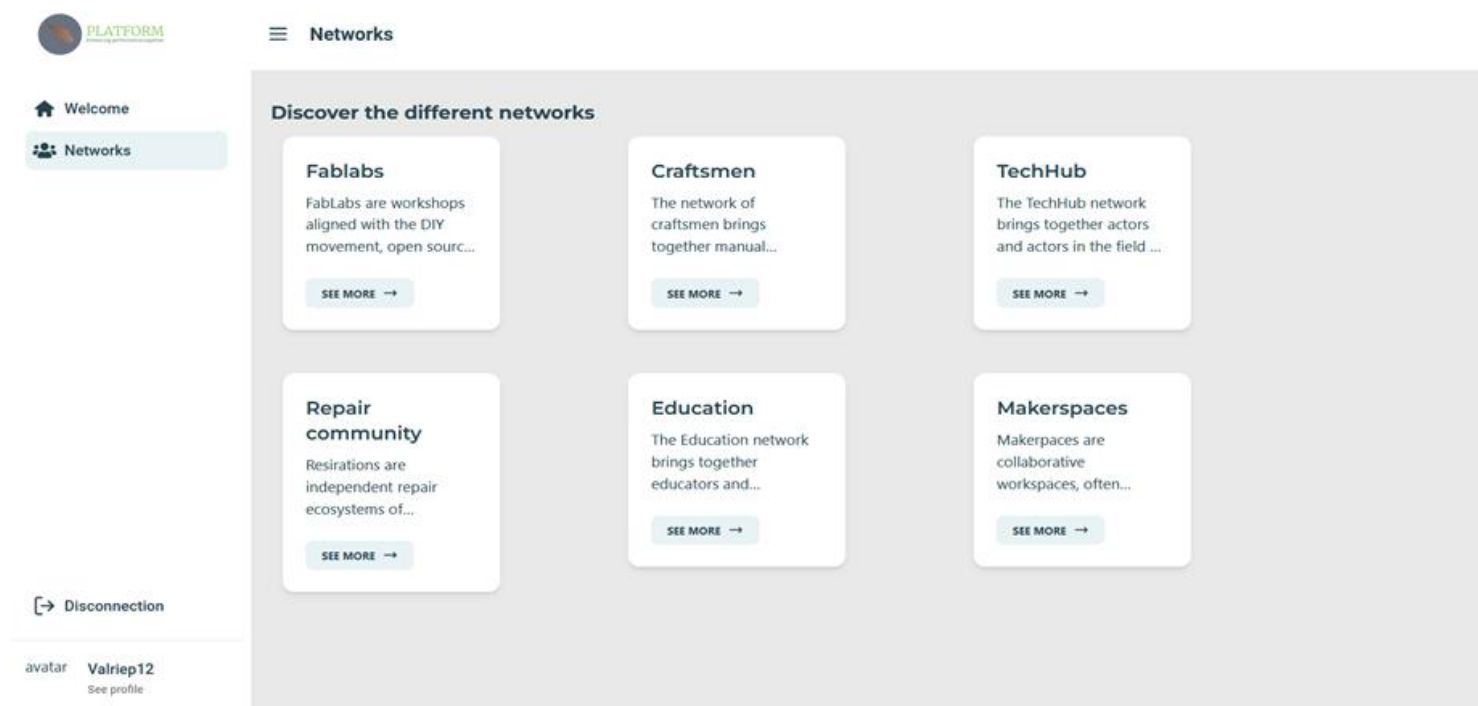 PLATFORM
Networks
Welcome
Networks
Discover the different networks
Fablabs
FabLabs are workshops
aligned with the DIY
movement, open sourc...
SEE MORE →
Craftsmen
The network of
craftsmen brings
together manual...
SEE MORE →
TechHub
The TechHub network
brings together actors
and actors in the field ...
SEE MORE →
Repair
community
Resirations are
independent repair
ecosystems of...
SEE MORE →
Education
The Education network
brings together
educators and...
SEE MORE →
Makerspaces
Makerpaces are
collaborative
workspaces, often...
SEE MORE →
Disconnection
avatar
Valriep12
See profile